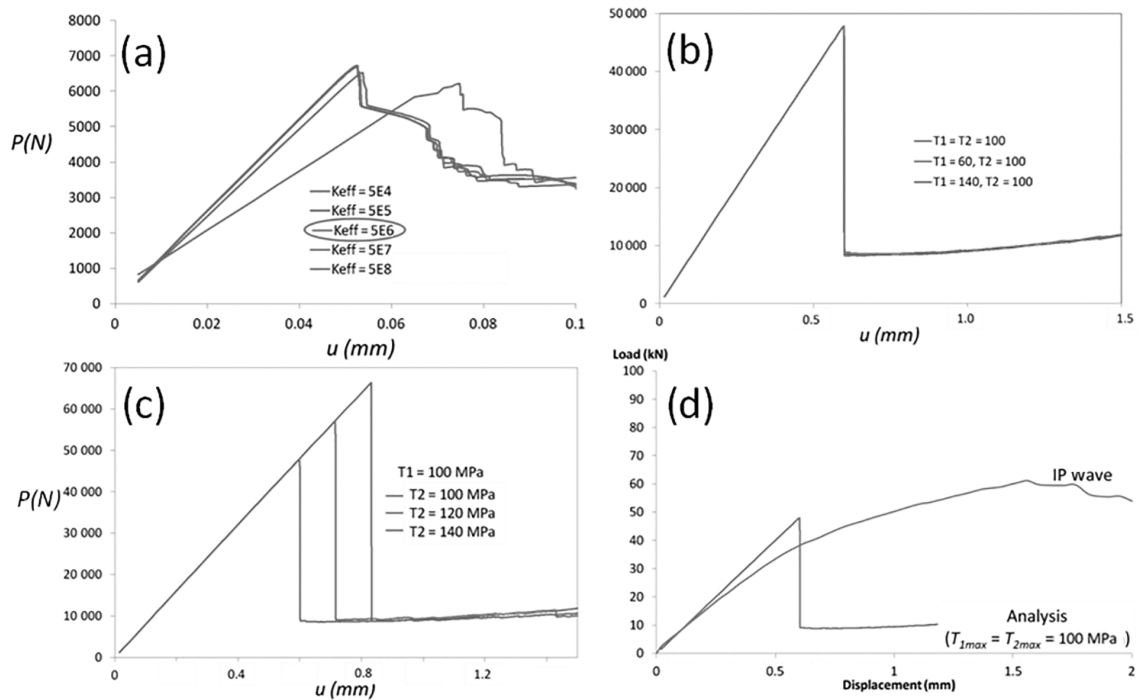 (a)
P(N)
8000
7000
6000
5000
4000
3000
2000
1000
0
Keff = 5E4
Keff = 5E5
Keff = 5E6
Keff = 5E7
Keff = 5E8
0 0.02 0.04 0.06 0.08 0.1
u (mm)
(b)
50 000
40 000
30 000
20 000
10 000
0
T1 = T2 = 100
T1 = 60, T2 = 100
T1 = 140, T2 = 100
0 0.5 1.0 1.5
u (mm)
(c)
P(N)
70 000
60 000
50 000
40 000
30 000
20 000
10 000
0
T1 = 100 MPa
T2 = 100 MPa
T2 = 120 MPa
T2 = 140 MPa
0 0.4 0.8 1.2
u (mm)
Load (kN)
(d)
100
90
80
70
60
50
40
30
20
10
0
IP wave
Analysis
(T1max = T2max = 100 MPa )
0 0.5 1 1.5 2
Displacement (mm)